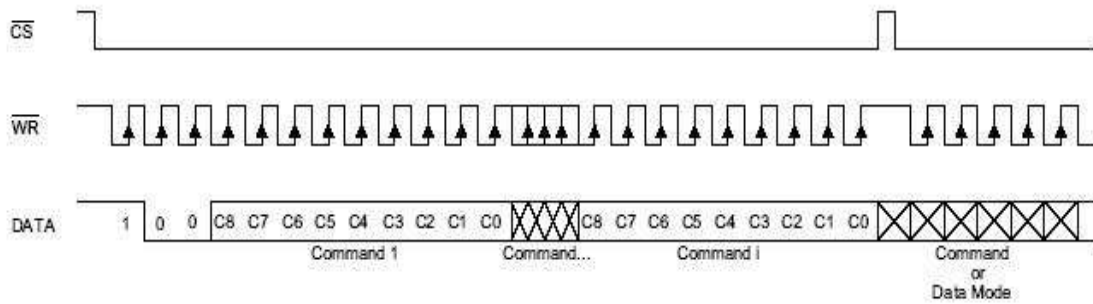 CS
WR
DATA 1 0 0 C8 C7 C6 C5 C4 C3 C2 C1 C0 C8 C7 C6 C5 C4 C3 C2 C1 C0
Command 1 Command... Command i Command
or
Data Mode